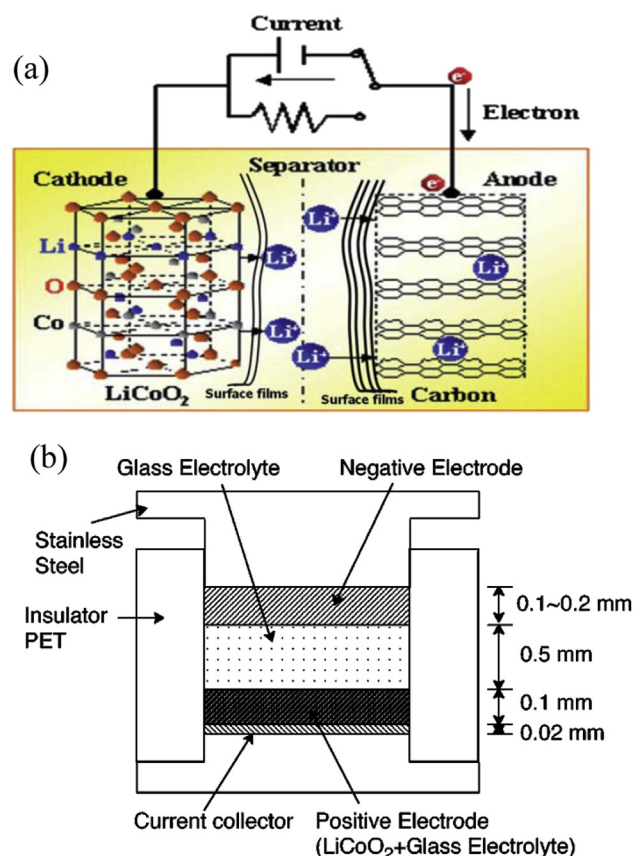 (a)
Current
e-
Electron
Cathode
Separator
Anode
e-
Li
O
Co
Li+
Li+
Li+
Li+
Li+
Li+
LiCoO2
Surface films
Surface films
Carbon
(b)
Glass Electrolyte
Negative Electrode
Stainless
Steel
Insulator
PET
0.1~0.2 mm
0.5 mm
0.1 mm
0.02 mm
Current collector
Positive Electrode
(LiCoO2+Glass Electrolyte)